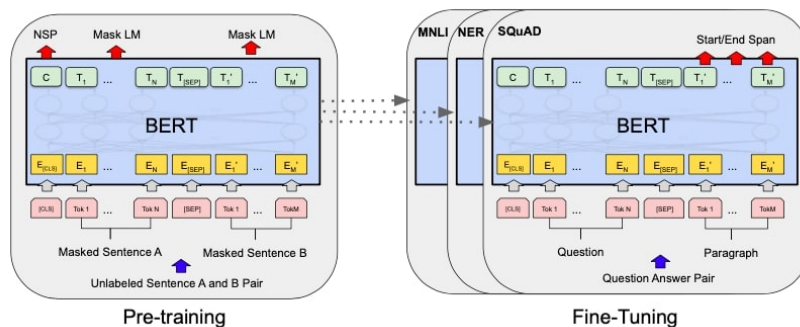 NSP Mask LM Mask LM
C T1 ... TN T[SEP] T1' ... TM'
BERT
E[CLS] E1 ... EN E[SEP] E1' ... EM'
[CLS] Tok 1 ... Tok N [SEP] Tok 1 ... TokM
Masked Sentence A Masked Sentence B
Unlabeled Sentence A and B Pair
Pre-training
MNLI NER SQuAD
Start/End Span
C T1 ... TN T[SEP] T1' ... TM'
BERT
E[CLS] E1 ... EN E[SEP] E1' ... EM'
[CLS] Tok 1 ... Tok N [SEP] Tok 1 ... TokM
Question Paragraph
Question Answer Pair
Fine-Tuning